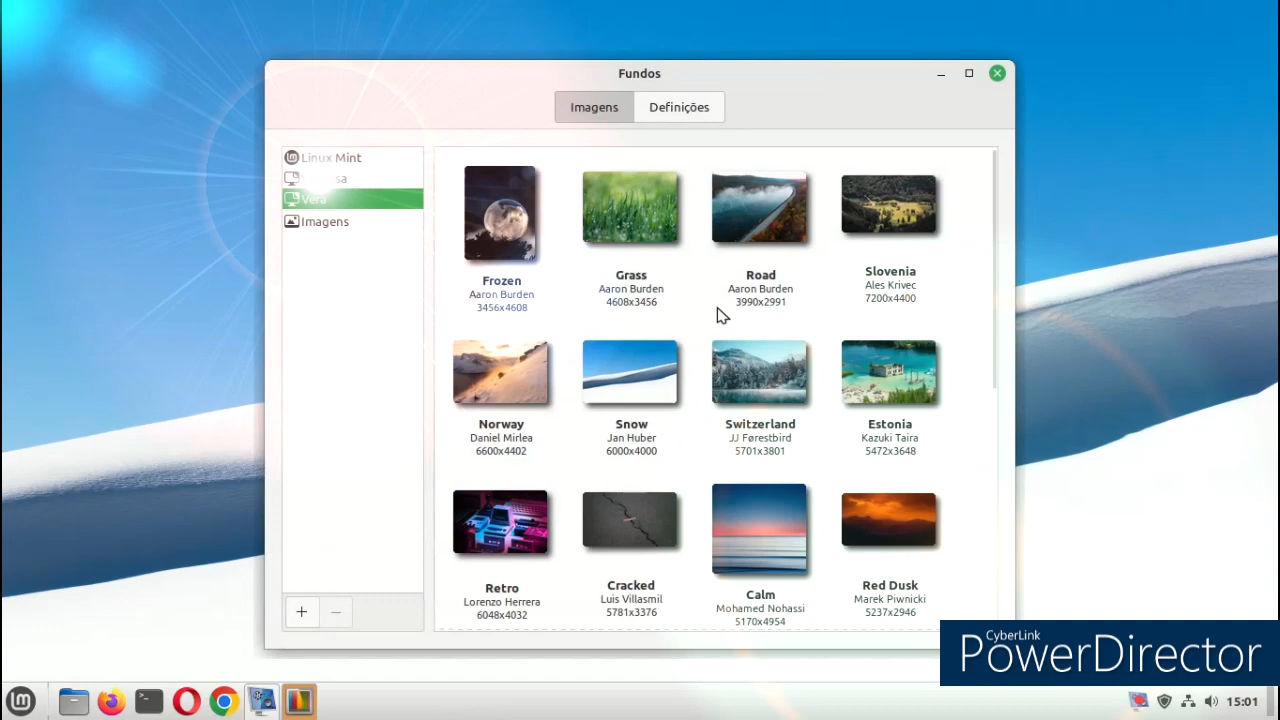 Fundos
Imagens
Definições
Linux Mint
Vera
Imagens
Frozen
Aaron Burden
3456x4608
Grass
Aaron Burden
4608x3456
Road
Aaron Burden
3990x2991
Slovenia
Ales Krivec
7200x4400
Norway
Daniel Mirlea
6600x4402
Snow
Jan Huber
6000x4000
Switzerland
JJ Førestbird
5701x3801
Estonia
Kazuki Taira
5472x3648
Retro
Lorenzo Herrera
6048x4032
Cracked
Luis Villasmil
5781x3376
Calm
Mohamed Nohassi
5170x4954
Red Dusk
Marek Piwnicki
5237x2946
CyberLink
PowerDirector
15:01